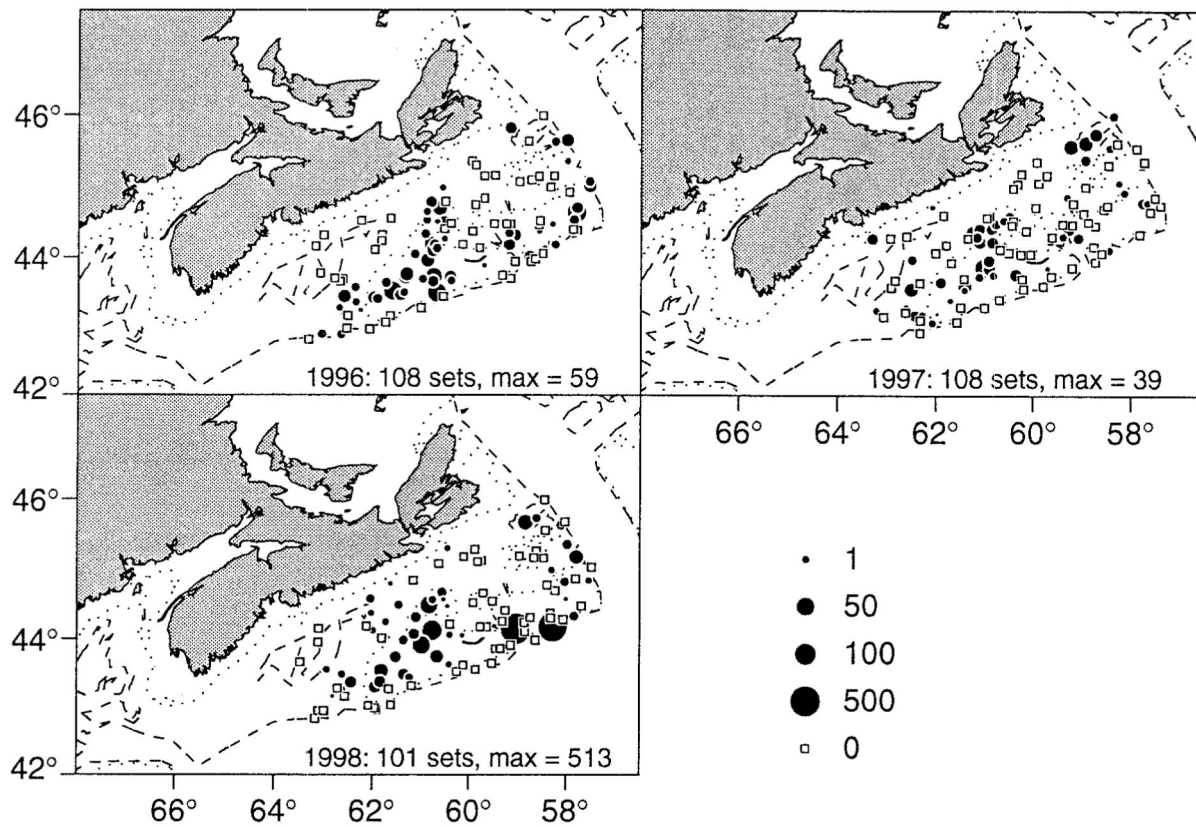 46°
44°
42°
1996: 108 sets, max = 59
1997: 108 sets, max = 39
66° 64° 62° 60° 58°
46°
44°
42°
1998: 101 sets, max = 513
66° 64° 62° 60° 58°
1
50
100
500
0